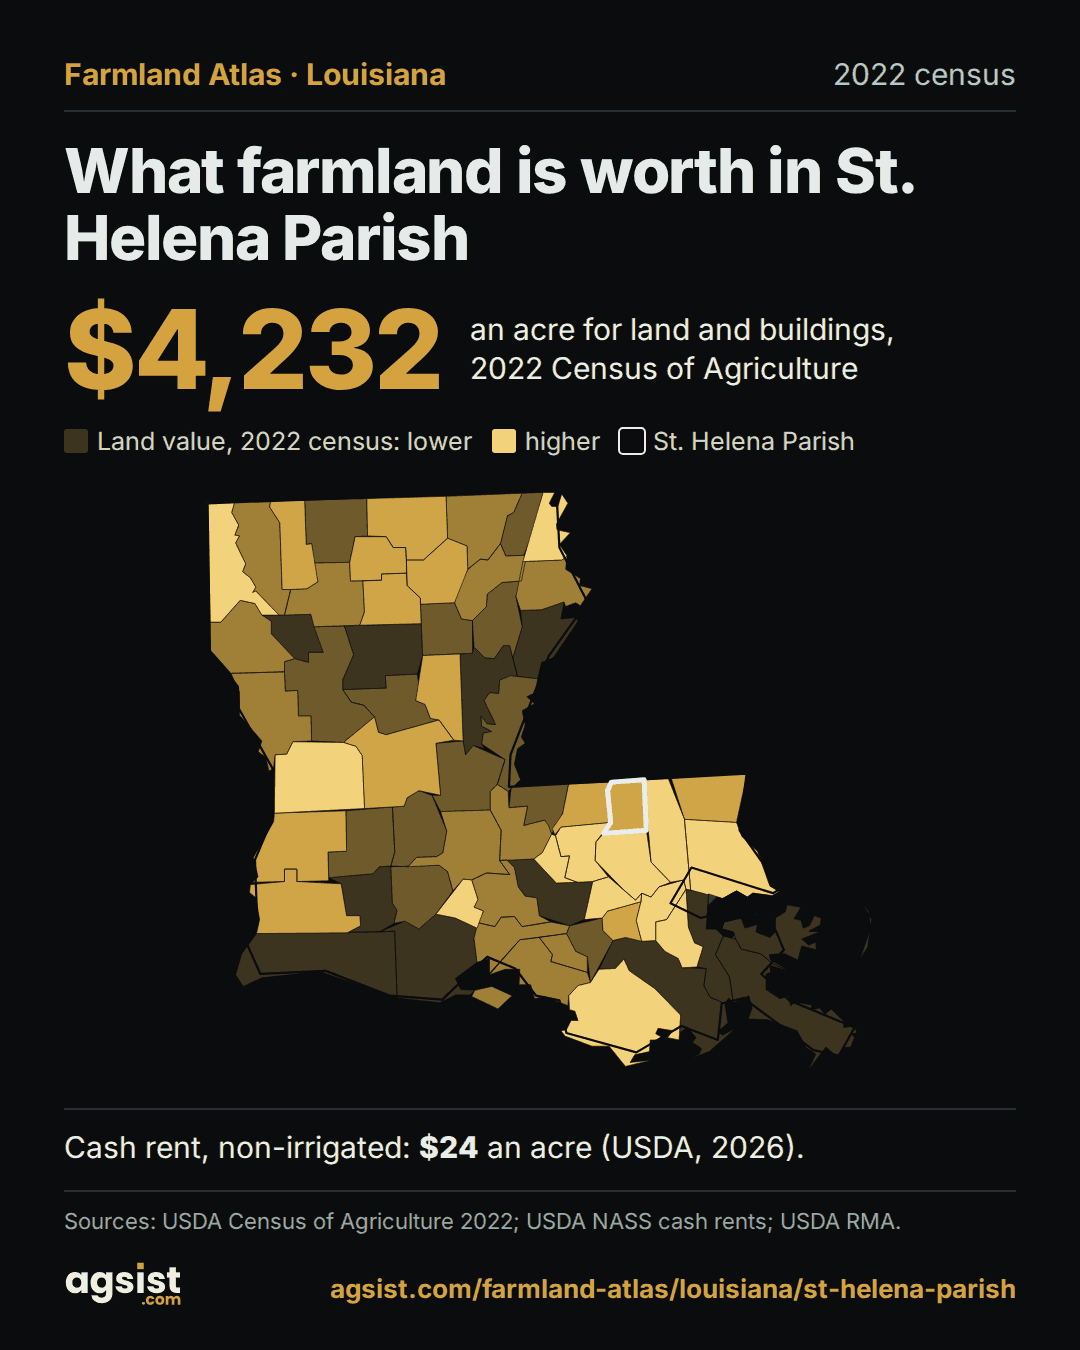 Farmland Atlas · Louisiana
2022 census
What farmland is worth in St.
Helena Parish
$4,232
an acre for land and buildings,
2022 Census of Agriculture
Land value, 2022 census: lower
higher
St. Helena Parish
Cash rent, non-irrigated: $24 an acre (USDA, 2026).
Sources: USDA Census of Agriculture 2022; USDA NASS cash rents; USDA RMA.
agsist
.com
agsist.com/farmland-atlas/louisiana/st-helena-parish